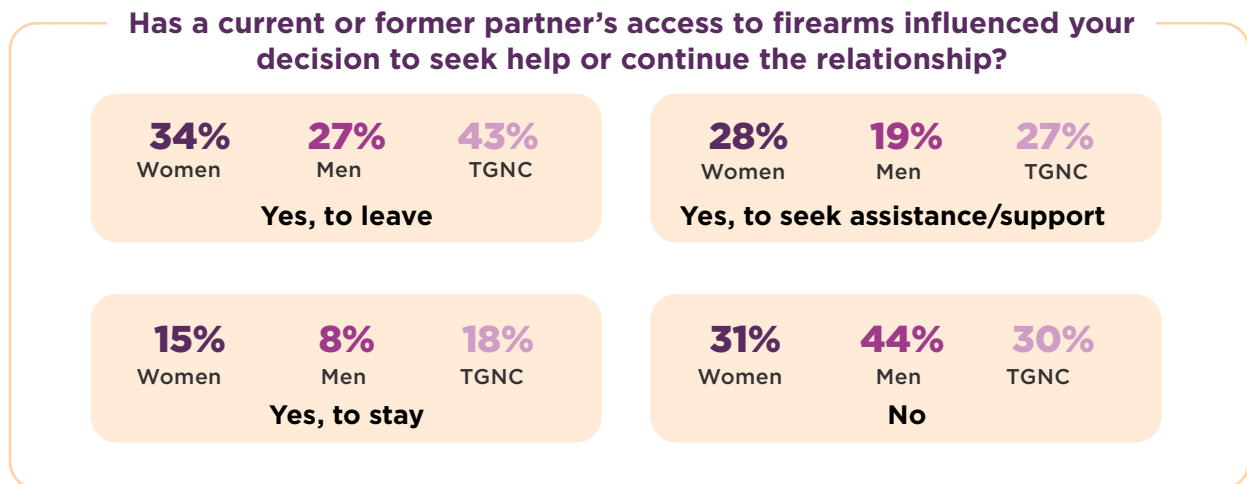 Has a current or former partner’s access to firearms influenced your
decision to seek help or continue the relationship?
34% 27% 43%
Women Men TGNC
Yes, to leave
28% 19% 27%
Women Men TGNC
Yes, to seek assistance/support
15% 8% 18%
Women Men TGNC
Yes, to stay
31% 44% 30%
Women Men TGNC
No